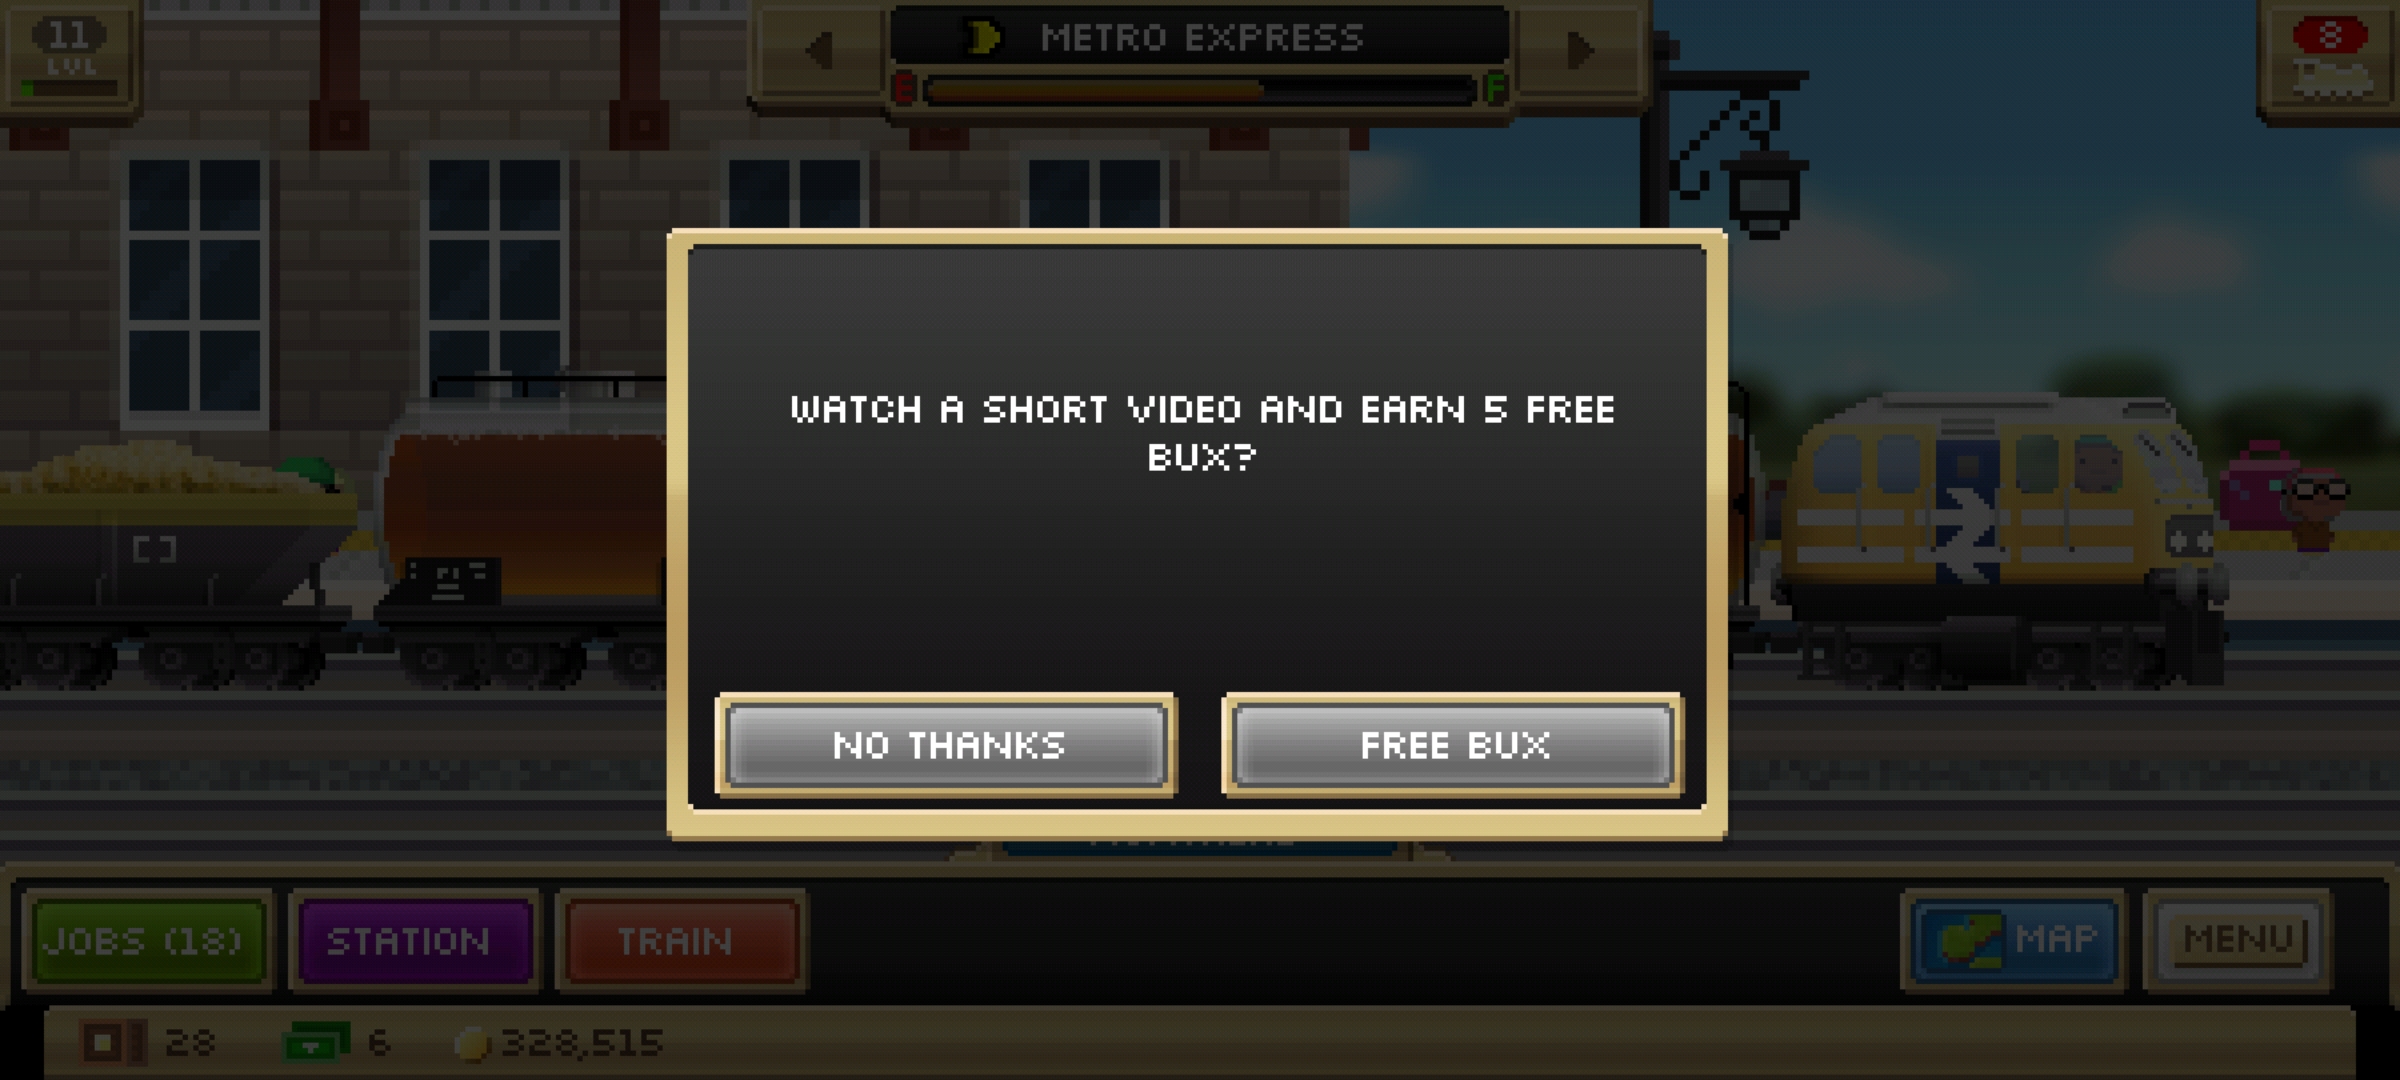 11
LVL
METRO EXPRESS
E F
8
WATCH A SHORT VIDEO AND EARN 5 FREE
BUX?
NO THANKS
FREE BUX
JOBS (18)
STATION
TRAIN
MAP
MENU
28
6
328,515